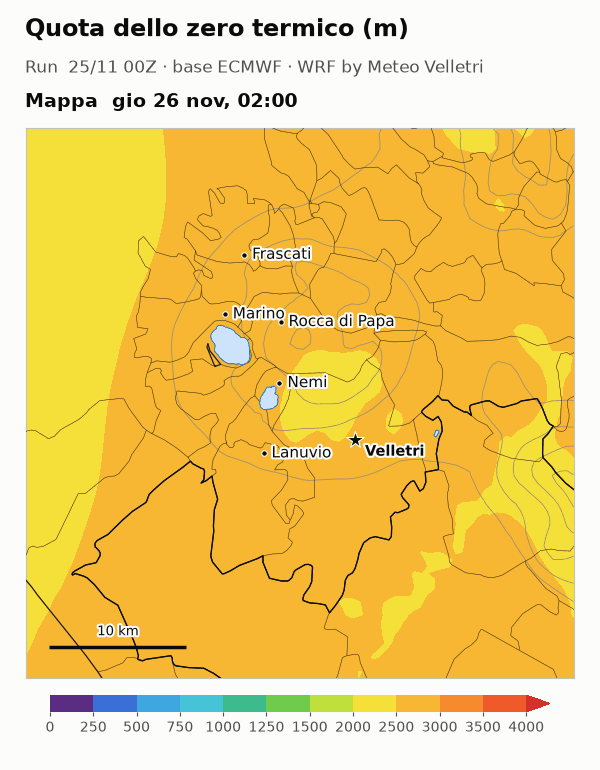 Quota dello zero termico (m)
Run  25/11 00Z · base ECMWF · WRF by Meteo Velletri
Mappa  gio 26 nov, 02:00
Frascati
Marino
Rocca di Papa
Nemi
Velletri
Lanuvio
10 km
0 250 500 750 1000 1250 1500 2000 2500 3000 3500 4000